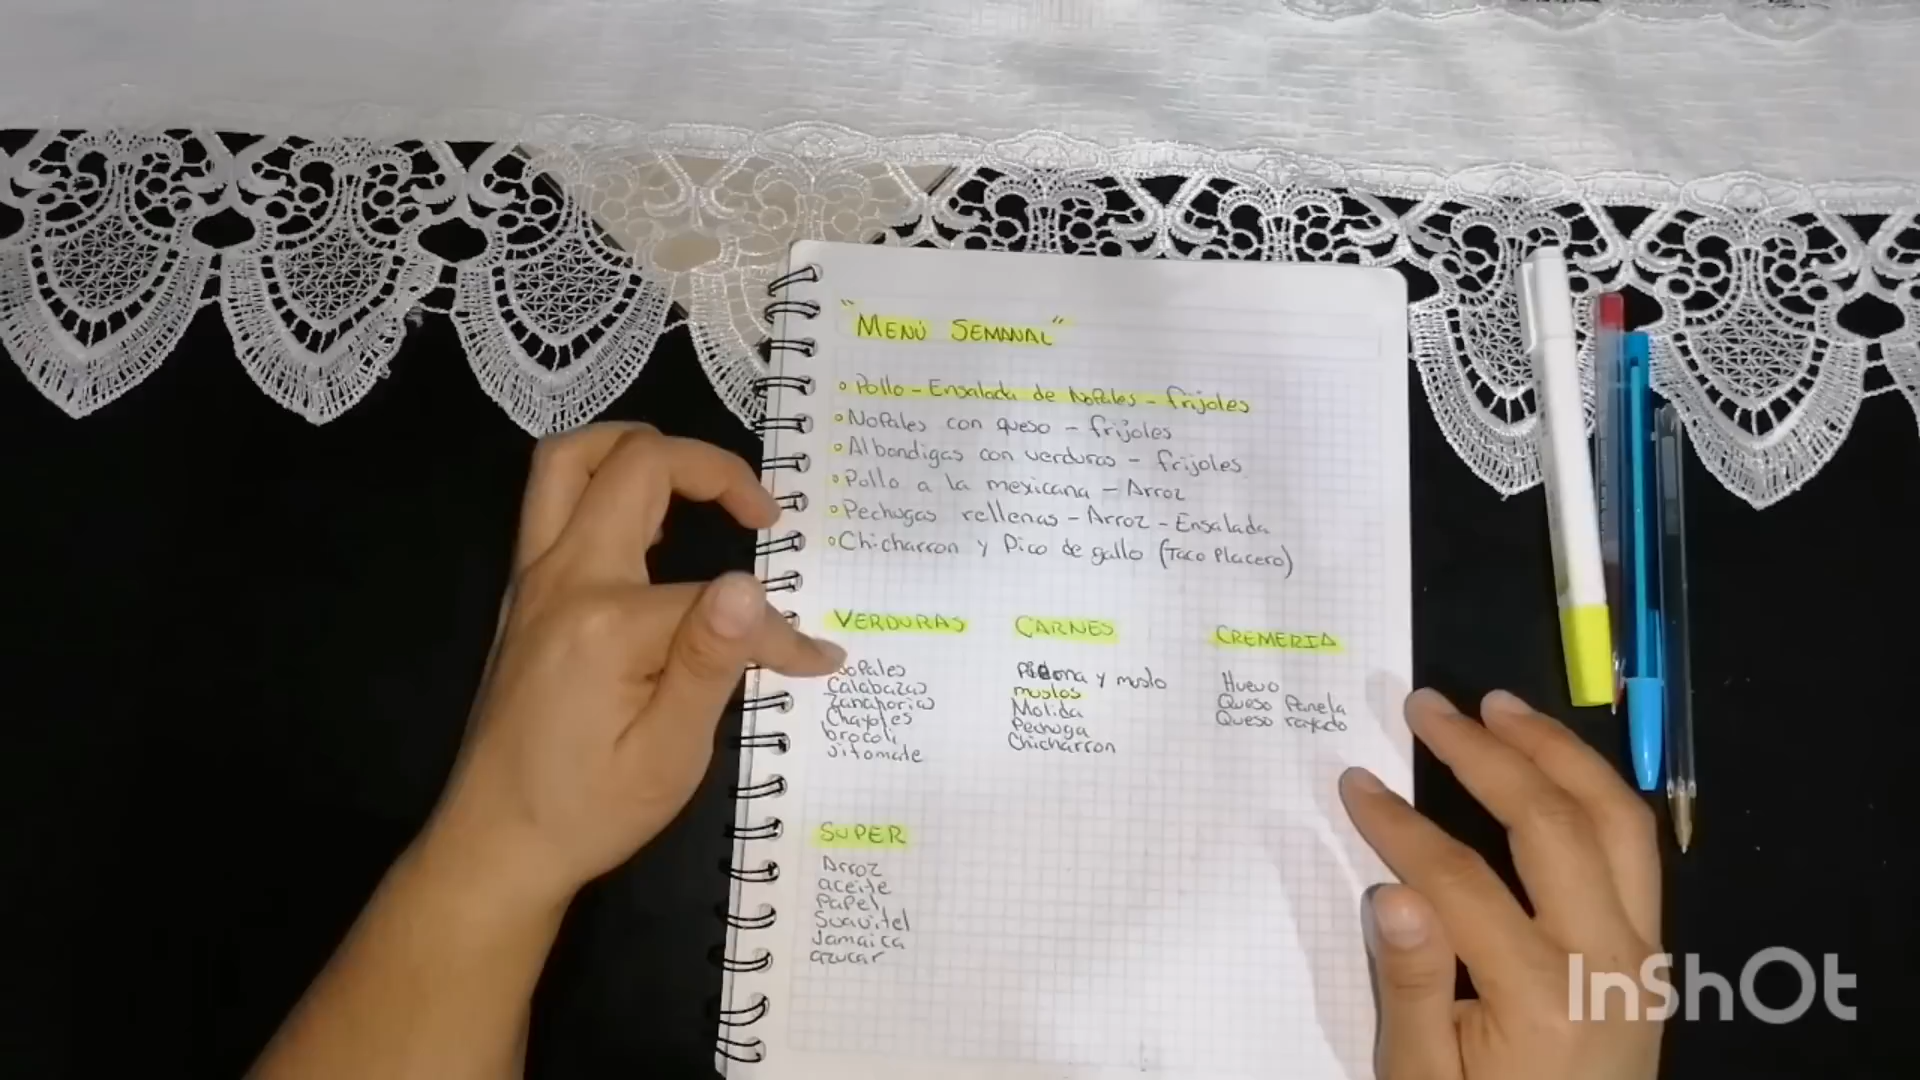 "MENÚ SEMANAL"
Pollo - Ensalada de Nopales - frijoles
Nopales con queso - frijoles
Albondigas con verduras - frijoles
Pollo a la mexicana - Arroz
Pechugas rellenas - Arroz - Ensalada
Chicharron y Pico de gallo (Taco Placero)
VERDURAS
Nopales
Calabazas
Zanahorias
Chayotes
brocoli
Jitomate
CARNES
y muslo
muslos
Molida
Pechuga
Chicharron
CREMERIA
Huevo
Queso Panela
Queso rayado
SUPER
Arroz
aceite
Papel
Suavitel
Jamaica
azucar
InShOt